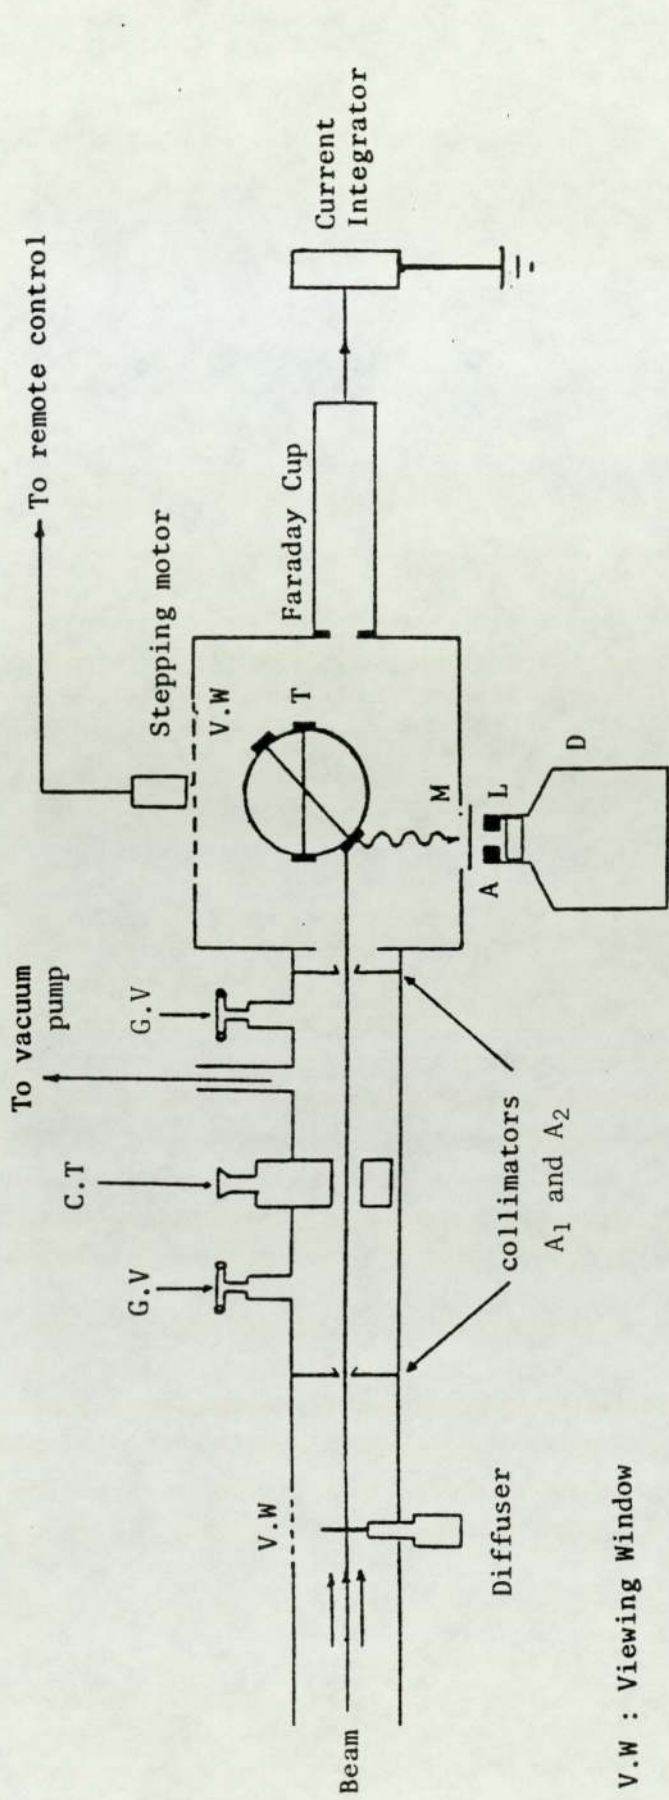 To remote control
To vacuum
pump
Stepping motor
V.W
G.V
C.T
G.V
V.W
T
Faraday Cup
Current
Integrator
Beam
M
A
L
D
Diffuser
collimators
A₁ and A₂
V.W : Viewing Window